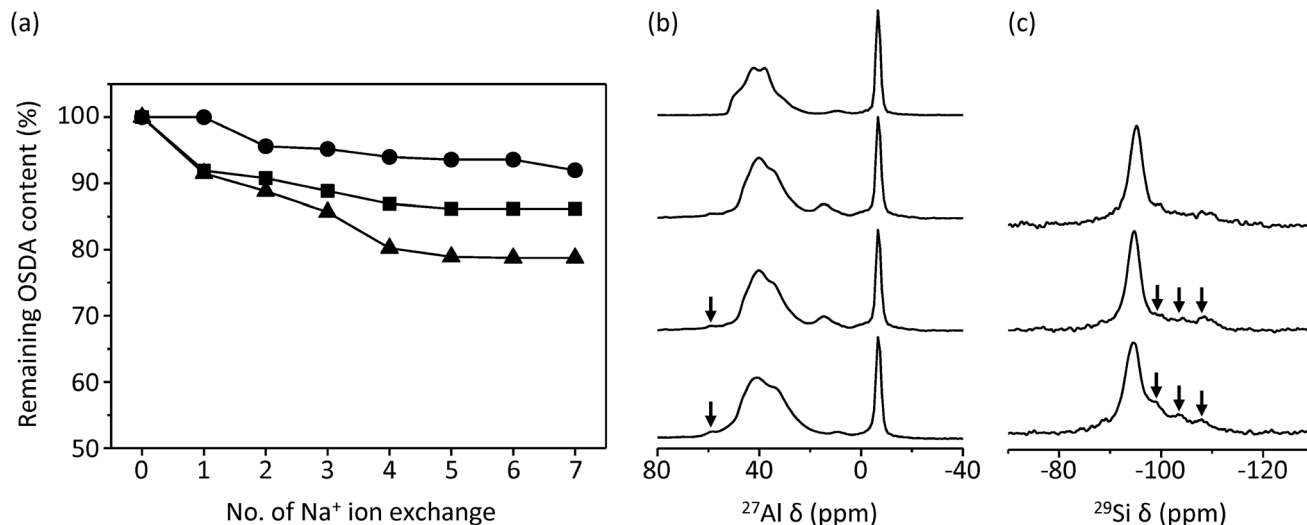 (a)
Remaining OSDA content (%)
100
90
80
70
60
50
0 1 2 3 4 5 6 7
No. of Na⁺ ion exchange
(b)
80 40 0 -40
²⁷Al δ (ppm)
(c)
-80 -100 -120
²⁹Si δ (ppm)